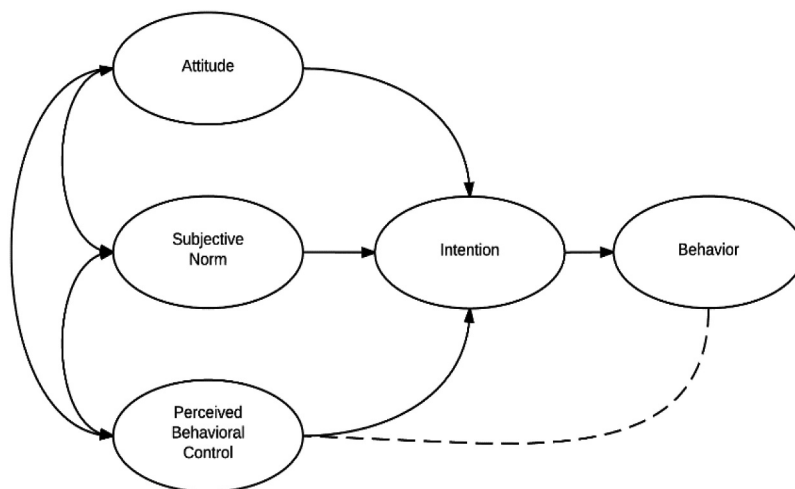 Attitude
Subjective
Norm
Intention
Behavior
Perceived
Behavioral
Control